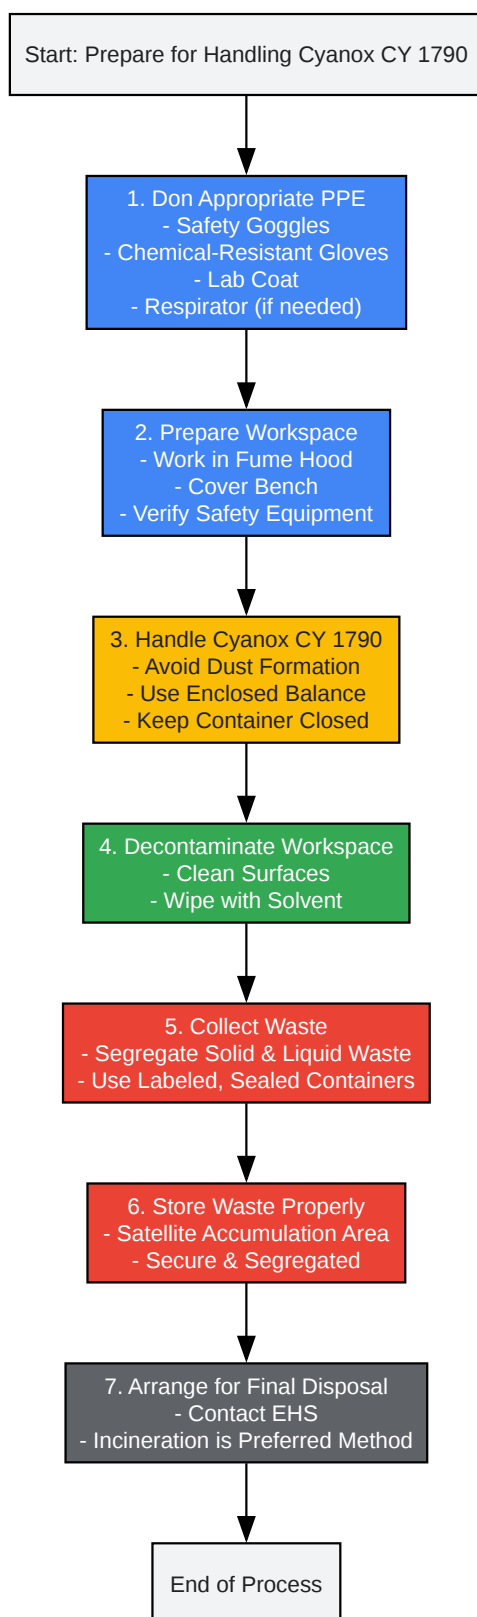 Start: Prepare for Handling Cyanox CY 1790
1. Don Appropriate PPE
- Safety Goggles
- Chemical-Resistant Gloves
- Lab Coat
- Respirator (if needed)
2. Prepare Workspace
- Work in Fume Hood
- Cover Bench
- Verify Safety Equipment
3. Handle Cyanox CY 1790
- Avoid Dust Formation
- Use Enclosed Balance
- Keep Container Closed
4. Decontaminate Workspace
- Clean Surfaces
- Wipe with Solvent
5. Collect Waste
- Segregate Solid & Liquid Waste
- Use Labeled, Sealed Containers
6. Store Waste Properly
- Satellite Accumulation Area
- Secure & Segregated
7. Arrange for Final Disposal
- Contact EHS
- Incineration is Preferred Method
End of Process